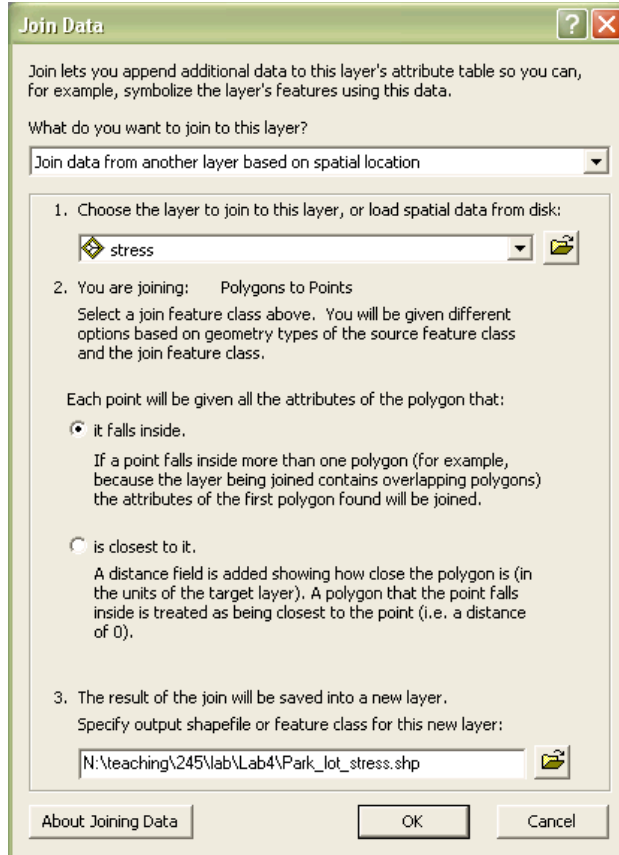 Join Data
Join lets you append additional data to this layer's attribute table so you can,
for example, symbolize the layer's features using this data.
What do you want to join to this layer?
Join data from another layer based on spatial location
1. Choose the layer to join to this layer, or load spatial data from disk:
stress
2. You are joining: Polygons to Points
Select a join feature class above. You will be given different
options based on geometry types of the source feature class
and the join feature class.
Each point will be given all the attributes of the polygon that:
it falls inside.
If a point falls inside more than one polygon (for example,
because the layer being joined contains overlapping polygons)
the attributes of the first polygon found will be joined.
is closest to it.
A distance field is added showing how close the polygon is (in
the units of the target layer). A polygon that the point falls
inside is treated as being closest to the point (i.e. a distance
of 0).
3. The result of the join will be saved into a new layer.
Specify output shapefile or feature class for this new layer:
N:\teaching\245\lab\Lab4\Park_lot_stress.shp
About Joining Data OK Cancel